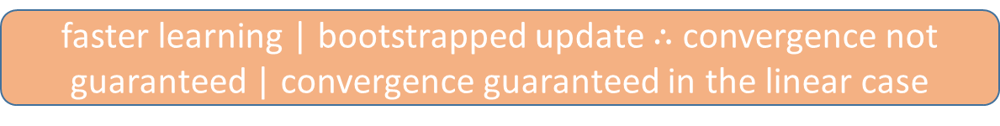 faster learning | bootstrapped update ∴ convergence not
guaranteed | convergence guaranteed in the linear case